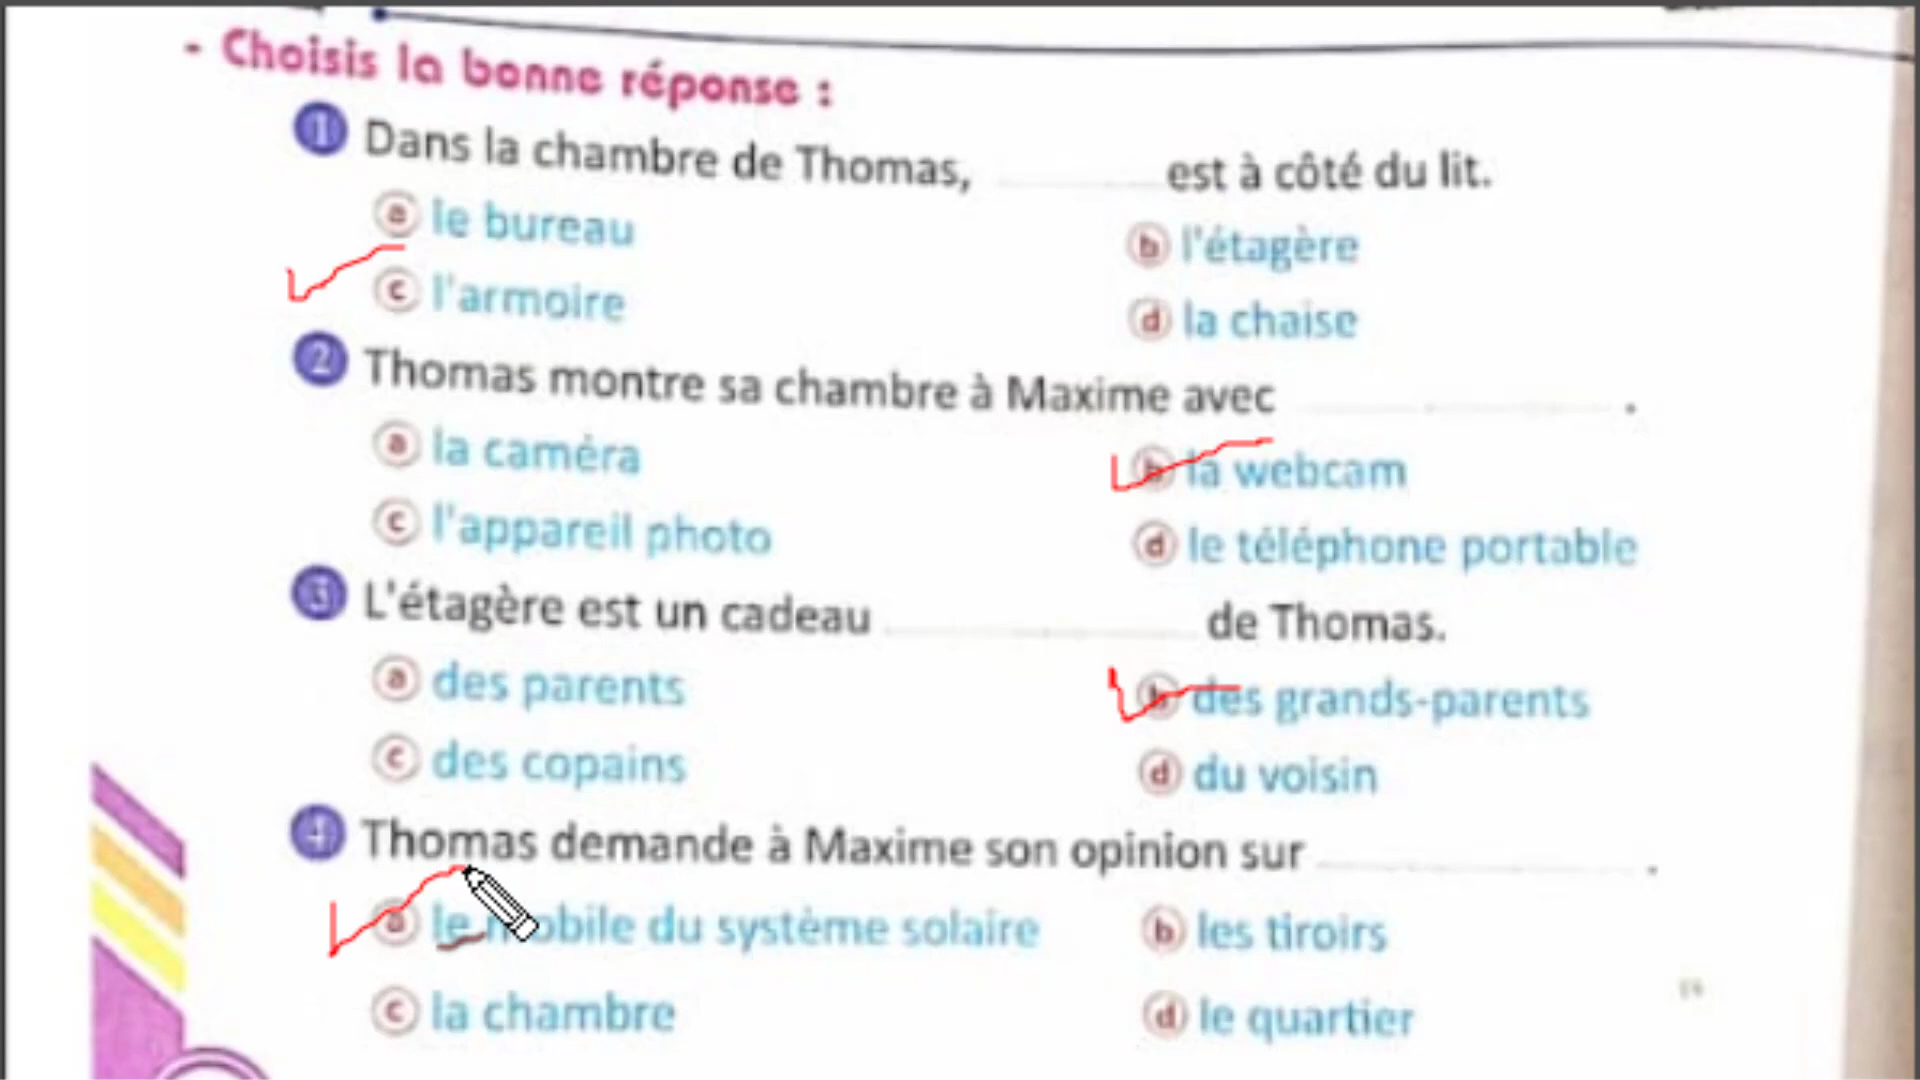 - Choisis la bonne réponse :
1 Dans la chambre de Thomas, est à côté du lit.
a le bureau b l'étagère
c l'armoire d la chaise
2 Thomas montre sa chambre à Maxime avec .
a la caméra b la webcam
c l'appareil photo d le téléphone portable
3 L'étagère est un cadeau de Thomas.
a des parents b des grands-parents
c des copains d du voisin
4 Thomas demande à Maxime son opinion sur .
a le mobile du système solaire b les tiroirs
c la chambre d le quartier